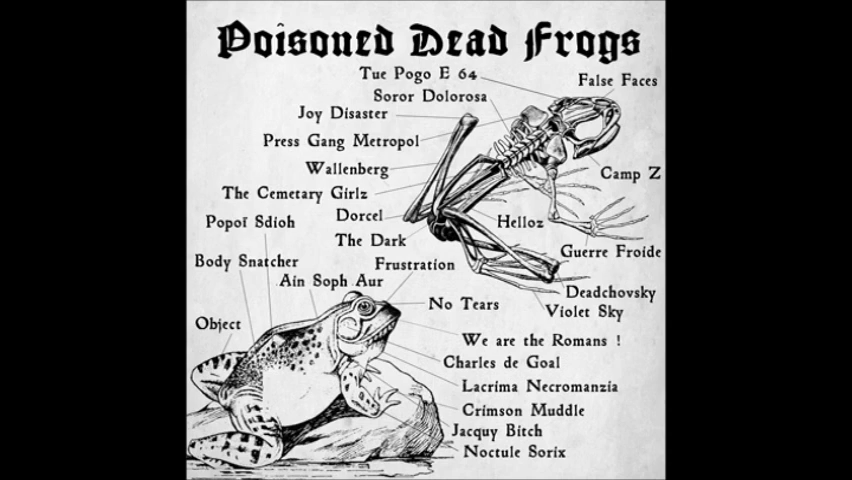 Poisoned Dead Frogs
Tue Pogo E 64
False Faces
Soror Dolorosa
Joy Disaster
Press Gang Metropol
Wallenberg
Camp Z
The Cemetary Girlz
Popoï Sdioh
Dorcel
Helloz
The Dark
Guerre Froide
Body Snatcher
Frustration
Ain Soph Aur
Deadchovsky
No Tears
Violet Sky
Object
We are the Romans !
Charles de Goal
Lacrima Necromanzia
Crimson Muddle
Jacquy Bitch
Noctule Sorix